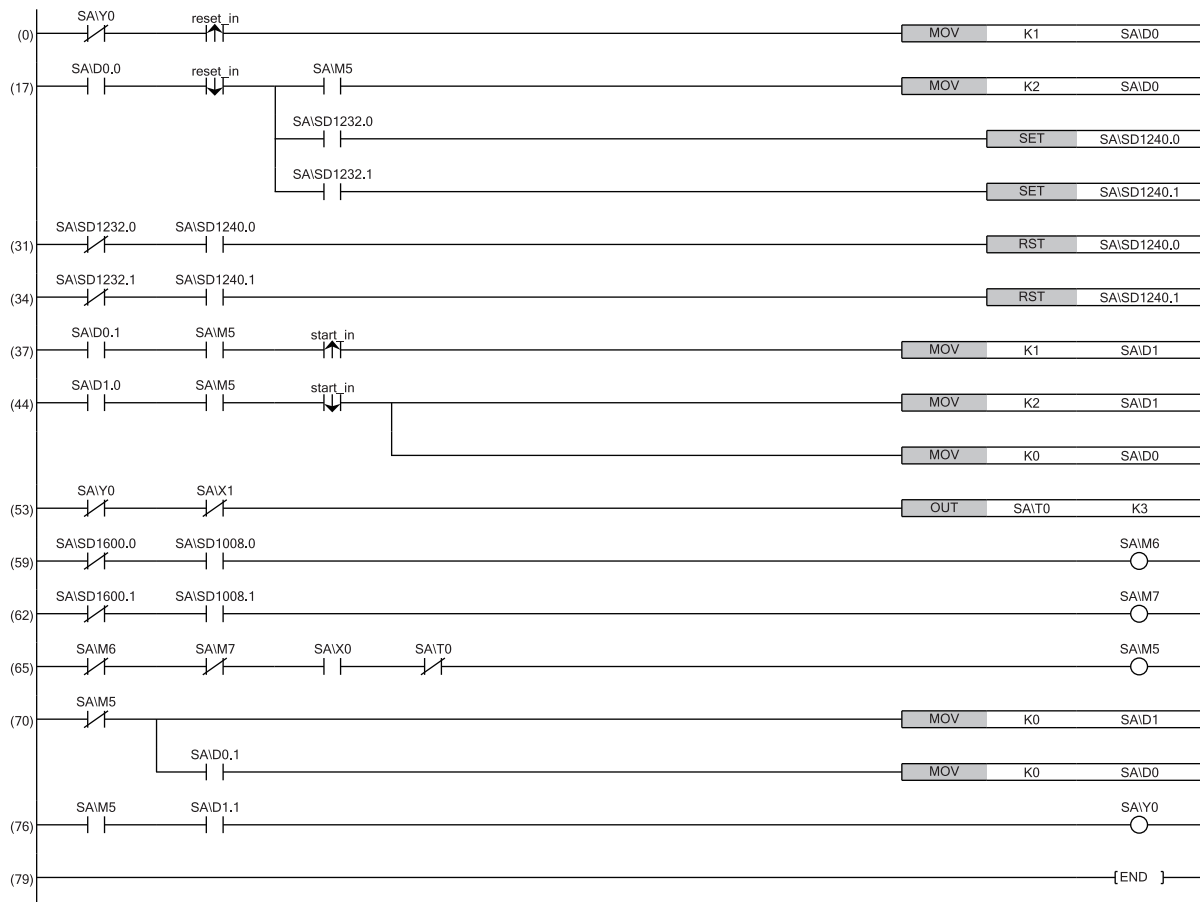 SA\Y0 reset_in
(0) MOV K1 SA\D0
SA\D0.0 reset_in SA\M5
(17) MOV K2 SA\D0
SA\SD1232.0
SET SA\SD1240.0
SA\SD1232.1
SET SA\SD1240.1
SA\SD1232.0 SA\SD1240.0
(31) RST SA\SD1240.0
SA\SD1232.1 SA\SD1240.1
(34) RST SA\SD1240.1
SA\D0.1 SA\M5 start_in
(37) MOV K1 SA\D1
SA\D1.0 SA\M5 start_in
(44) MOV K2 SA\D1
MOV K0 SA\D0
SA\Y0 SA\X1
(53) OUT SA\T0 K3
SA\SD1600.0 SA\SD1008.0 SA\M6
(59)
SA\SD1600.1 SA\SD1008.1 SA\M7
(62)
SA\M6 SA\M7 SA\X0 SA\T0 SA\M5
(65)
SA\M5
(70) MOV K0 SA\D1
SA\D0.1
MOV K0 SA\D0
SA\M5 SA\D1.1 SA\Y0
(76)
(79) [END ]